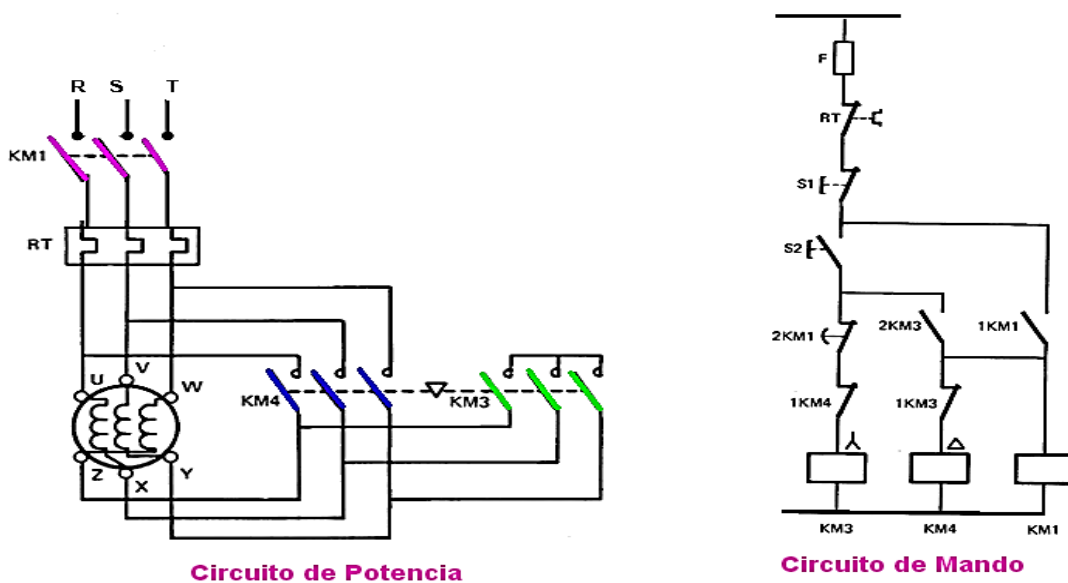 R S T
KM1
RT
U V W
KM4 KM3
Z X Y
Circuito de Potencia
F
RT
S1
S2
2KM1 2KM3 1KM1
1KM4 1KM3
KM3 KM4 KM1
Circuito de Mando